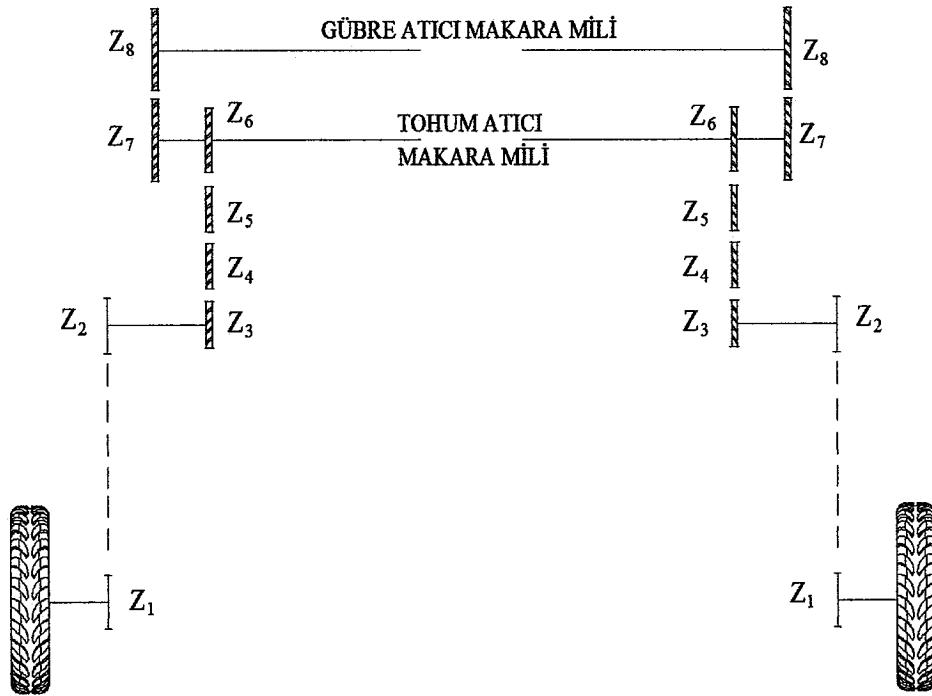 GÜBRE ATICI MAKARA MİLİ
Z8 Z8
Z6 TOHUM ATICI Z6
Z7 MAKARA MİLİ Z7
Z5 Z5
Z4 Z4
Z2 Z3 Z3 Z2
Z1 Z1